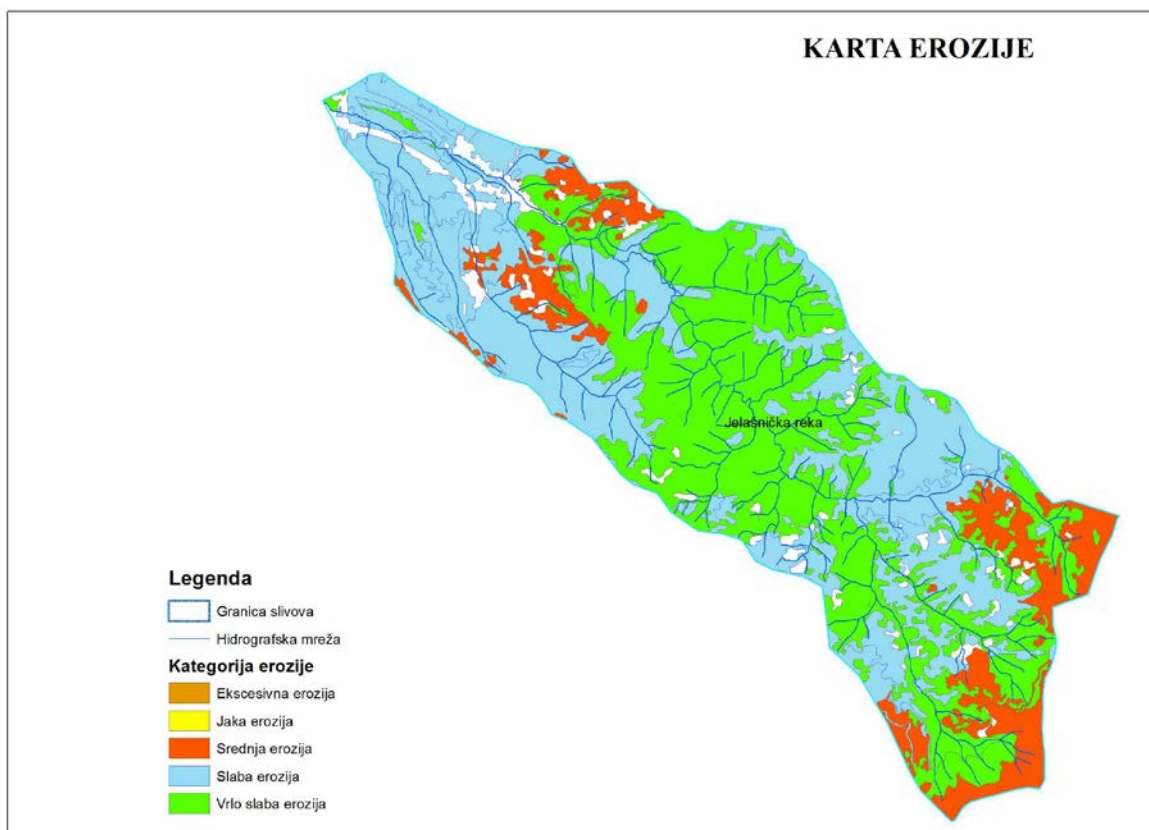 KARTA EROZIJE
Jelašnička reka
Legenda
Granica slivova
Hidrografska mreža
Kategorija erozije
Ekscesivna erozija
Jaka erozija
Srednja erozija
Slaba erozija
Vrlo slaba erozija